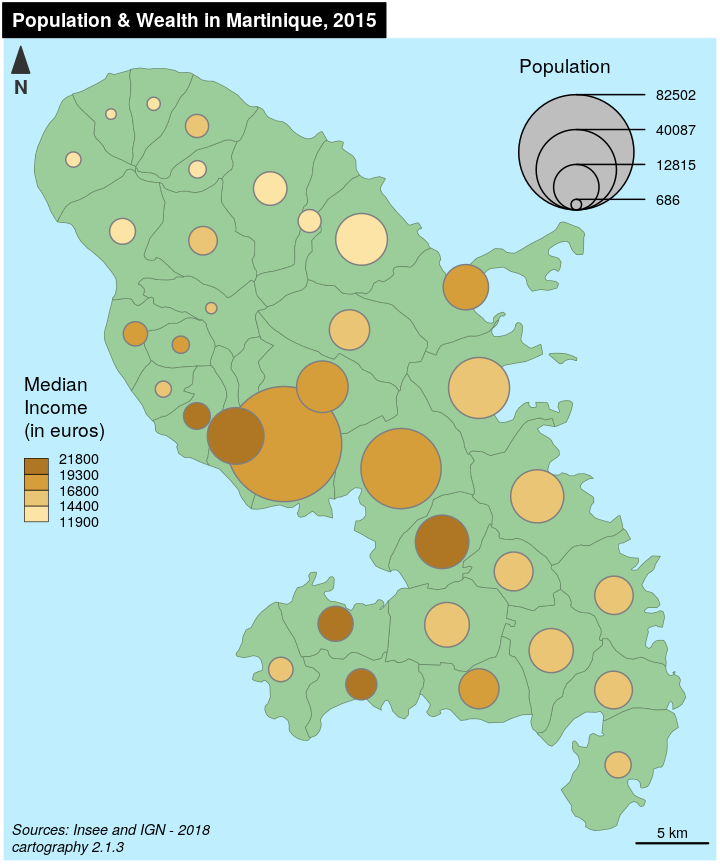 Population & Wealth in Martinique, 2015
N
Population
82502
40087
12815
686
Median
Income
(in euros)
21800
19300
16800
14400
11900
Sources: Insee and IGN - 2018
cartography 2.1.3
5 km